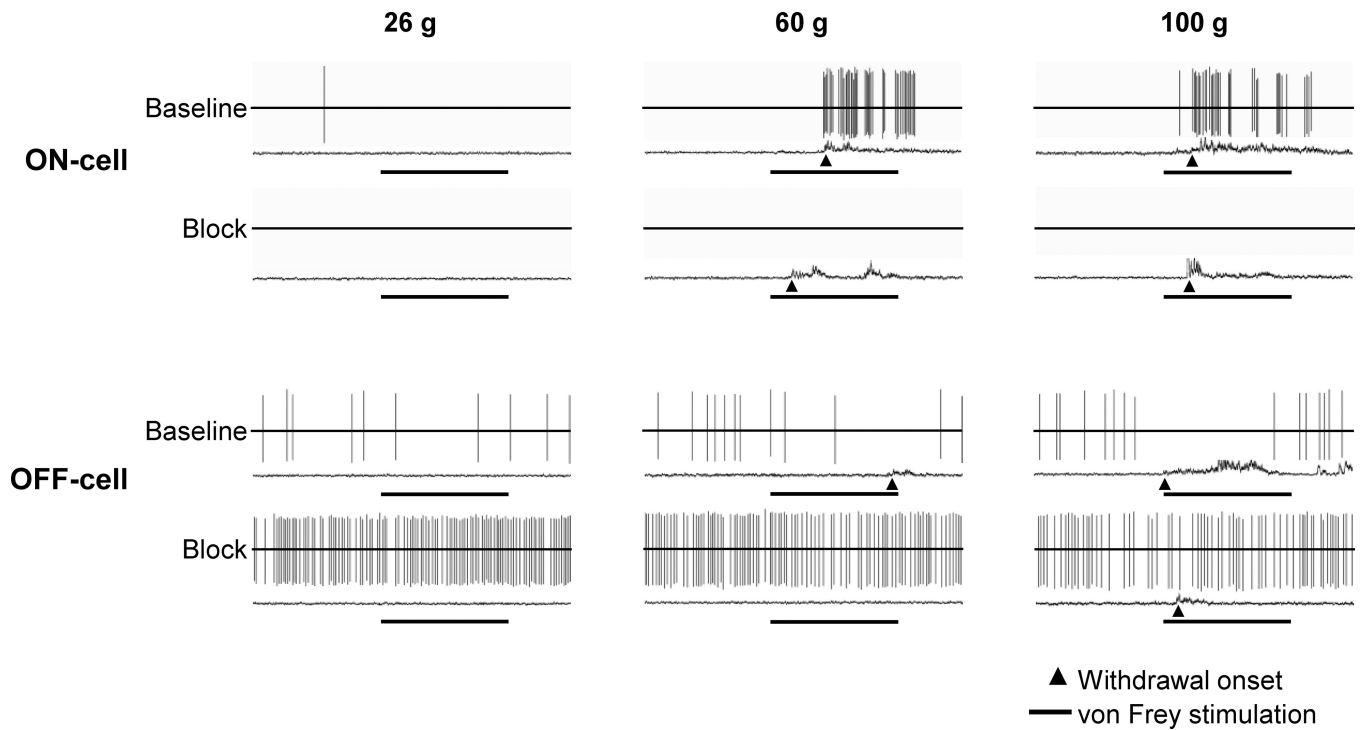 26 g
60 g
100 g
Baseline
ON-cell
Block
Baseline
OFF-cell
Block
Withdrawal onset
von Frey stimulation